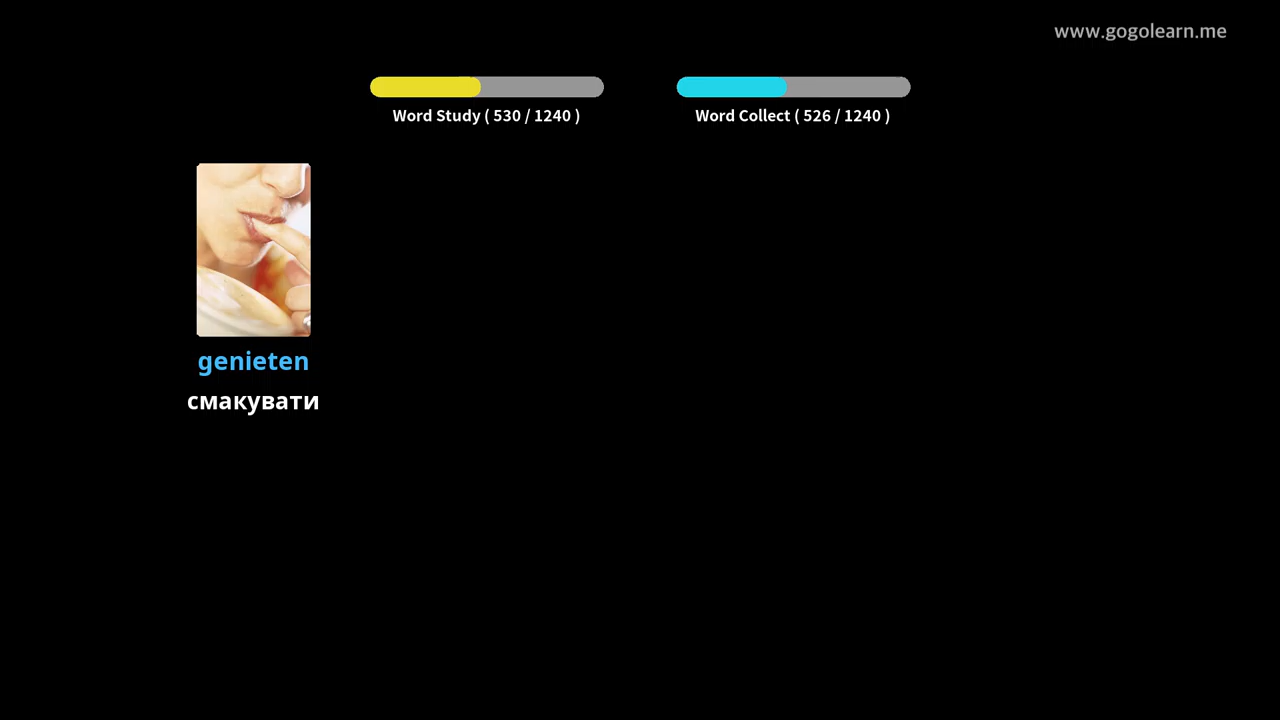 www.gogolearn.me
Word Study ( 530 / 1240 )
Word Collect ( 526 / 1240 )
genieten
смакувати